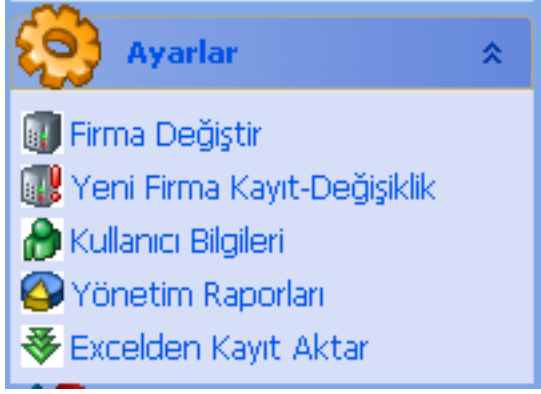 Ayarlar
Firma Değiştir
Yeni Firma Kayıt-Değişiklik
Kullanıcı Bilgileri
Yönetim Raporları
Excelden Kayıt Aktar